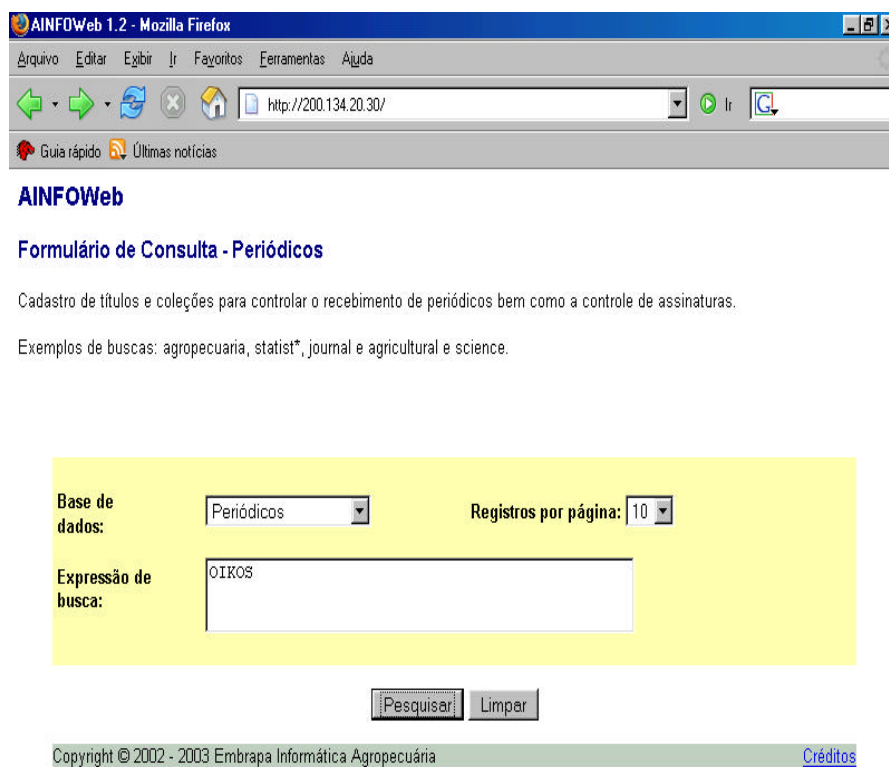 AINFOWeb 1.2 - Mozilla Firefox
Arquivo Editar Exibir Ir Favoritos Ferramentas Ajuda
http://200.134.20.30/ Ir G
Guia rápido Últimas notícias
AINFOWeb
Formulário de Consulta - Periódicos
Cadastro de títulos e coleções para controlar o recebimento de periódicos bem como a controle de assinaturas.
Exemplos de buscas: agropecuaria, statist*, journal e agricultural e science.
Base de dados: Periódicos Registros por página: 10
Expressão de busca: OIKOS
Pesquisar Limpar
Copyright © 2002 - 2003 Embrapa Informática Agropecuária Créditos